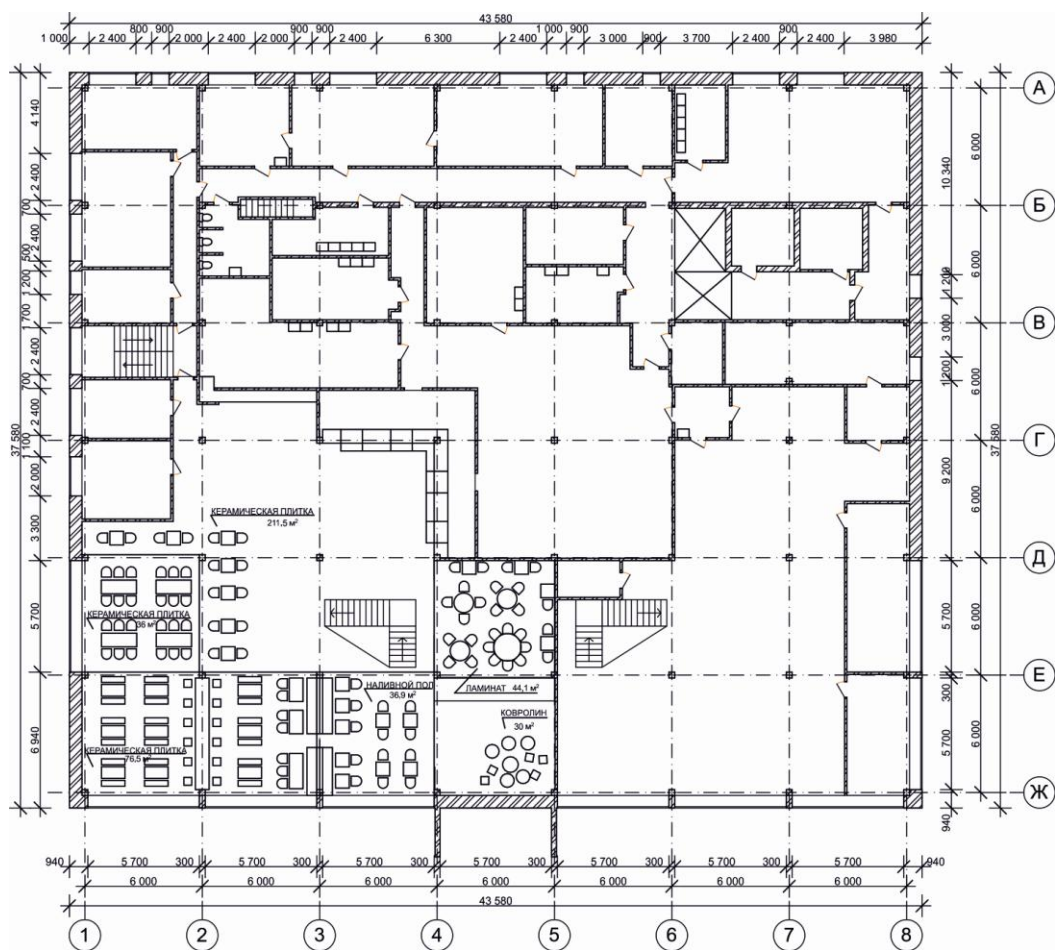 43 580
800 900 900 900 1 000 900 900 900
1 000 2 400 2 000 2 400 2 000 2 400 6 300 2 400 3 000 3 700 2 400 2 400 3 980
А
Б
В
Г
Д
Е
Ж
4 140
2 400
700
2 400
500
1 200
1 700
2 400
700
2 400
1 100
2 000
3 300
5 700
6 940
37 580
10 340
1 200
3 000
1 200
9 200
5 700
300
5 700
940
6 000
6 000
6 000
6 000
6 000
6 000
37 580
КЕРАМИЧЕСКАЯ ПЛИТКА
211,5 м²
КЕРАМИЧЕСКАЯ ПЛИТКА
36 м²
НАЛИВНОЙ ПОЛ
36,9 м²
ЛАМИНАТ 44,1 м²
КОВРОЛИН
30 м²
КЕРАМИЧЕСКАЯ ПЛИТКА
76,5 м²
940 5 700 300 5 700 300 5 700 300 5 700 300 5 700 300 5 700 300 5 700 940
6 000 6 000 6 000 6 000 6 000 6 000 6 000
43 580
1 2 3 4 5 6 7 8